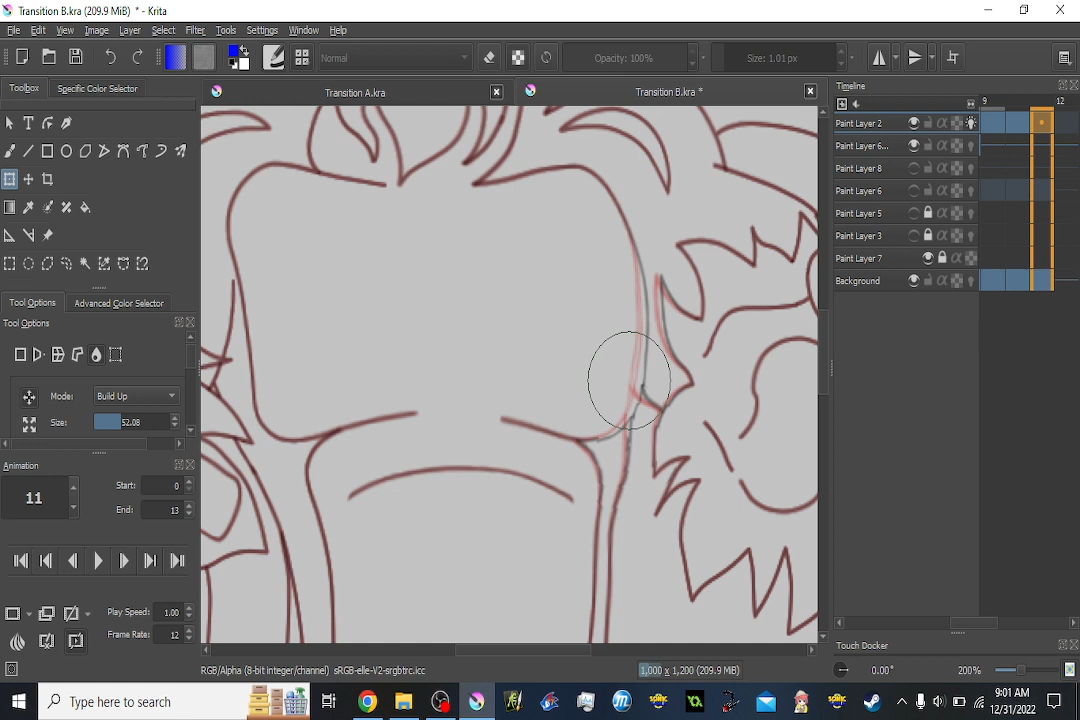 Transition B.kra (209.9 MiB) * - Krita
File Edit View Image Layer Select Filter Tools Settings Window Help
Normal
Opacity: 100%
Size: 1.01 px
Toolbox Specific Color Selector
Transition A.kra
Transition B.kra *
Timeline
9 12
Paint Layer 2
Paint Layer 6...
Paint Layer 8
Paint Layer 6
Paint Layer 5
Paint Layer 3
Paint Layer 7
Background
Tool Options Advanced Color Selector
Tool Options
Mode: Build Up
Size: 52.08
Animation
11
Start: 0
End: 13
Play Speed: 1.00
Frame Rate: 12
Touch Docker
RGB/Alpha (8-bit integer/channel) sRGB-elle-V2-srgbtrc.icc
1,000 x 1,200 (209.9 MiB)
0.00°
200%
Type here to search
9:01 AM
12/31/2022